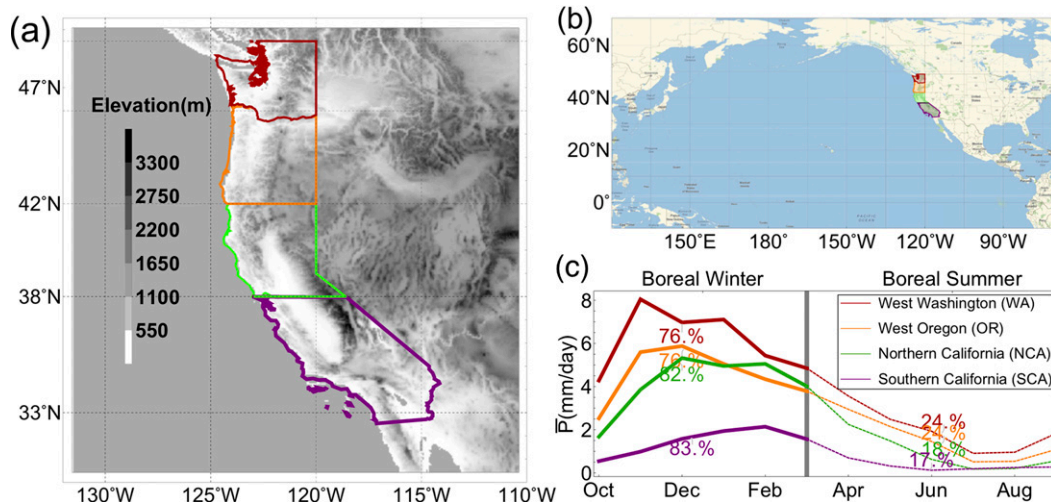 (a)
47°N
Elevation(m)
3300
2750
2200
1650
1100
550
42°N
38°N
33°N
130°W 125°W 120°W 115°W 110°W
(b)
60°N
40°N
20°N
0°N
150°E 180° 150°W 120°W 90°W
(c)
Boreal Winter Boreal Summer
P̅(mm/day)
8
6
4
2
0
76.%
76.%
82.%
83.%
West Washington (WA)
West Oregon (OR)
Northern California (NCA)
Southern California (SCA)
24.%
24.%
18.%
17.%
Oct Dec Feb Apr Jun Aug